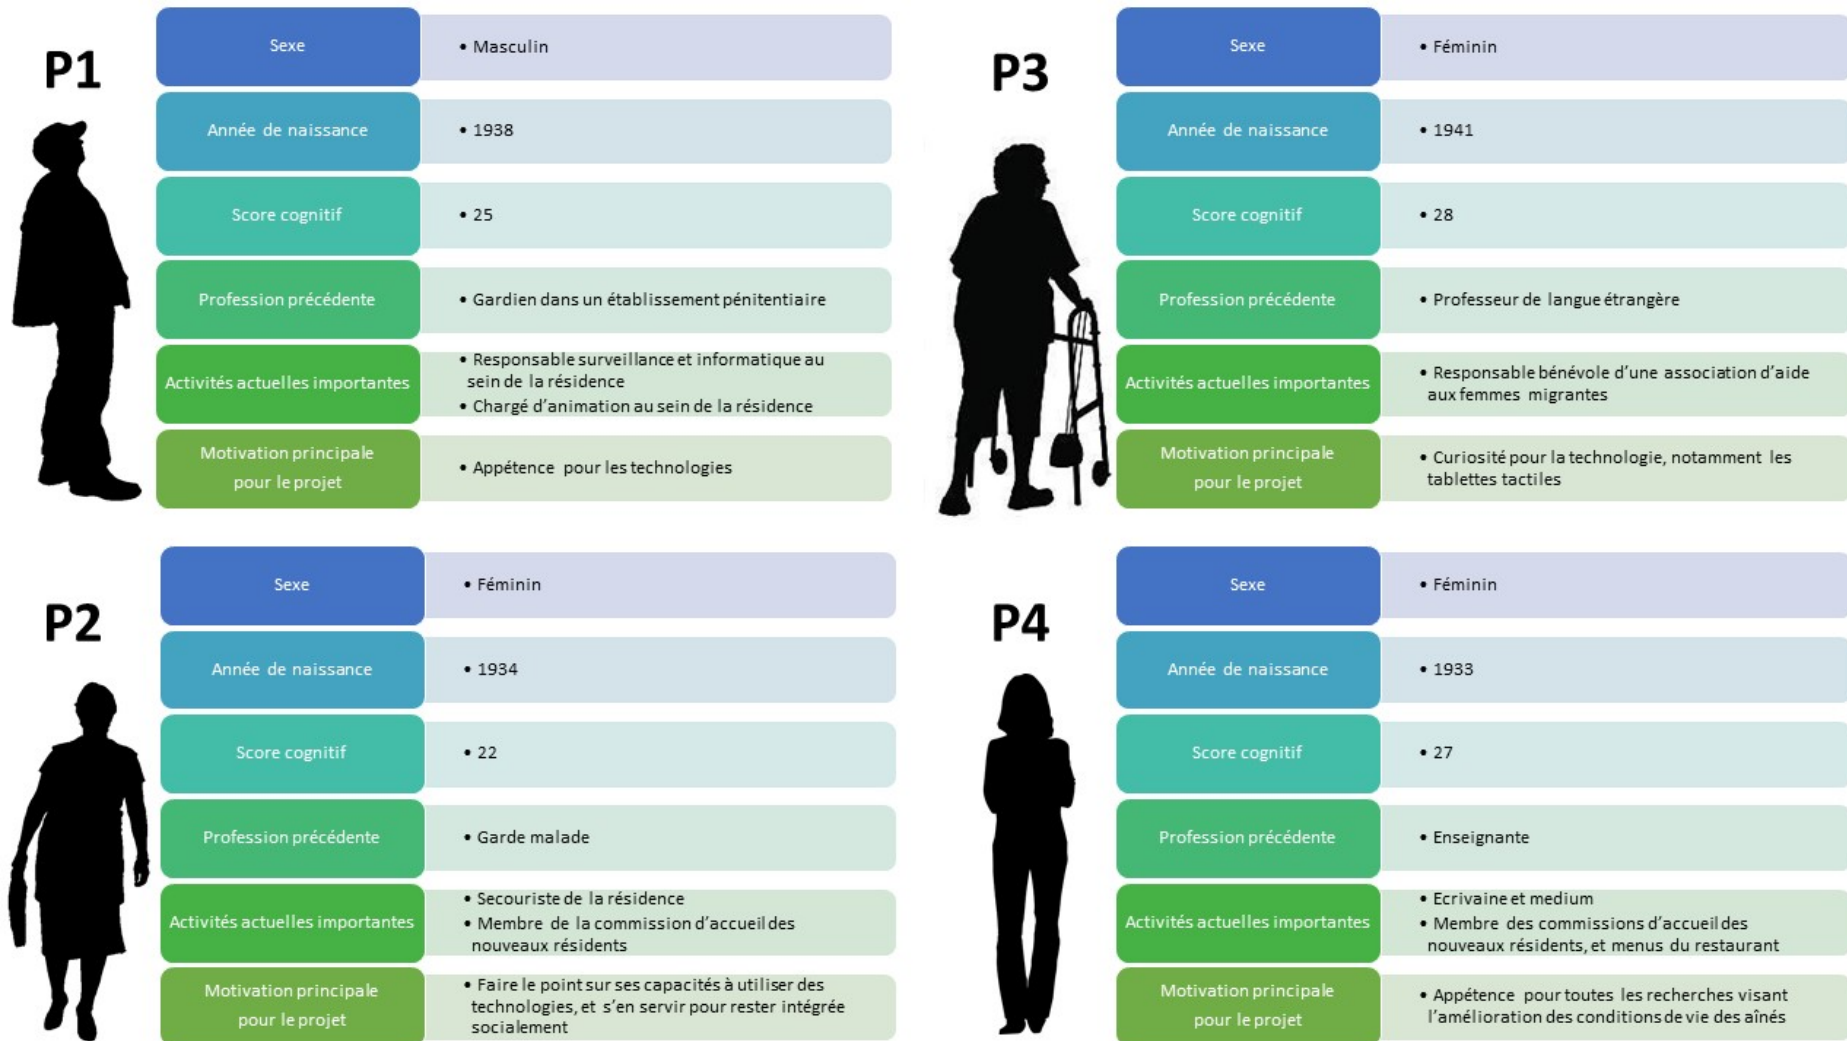 P1
Sexe
• Masculin
Année de naissance
• 1938
Score cognitif
• 25
Profession précédente
• Gardien dans un établissement pénitentiaire
Activités actuelles importantes
• Responsable surveillance et informatique au
sein de la résidence
• Chargé d'animation au sein de la résidence
Motivation principale
pour le projet
• Appétence pour les technologies
P3
Sexe
• Féminin
Année de naissance
• 1941
Score cognitif
• 28
Profession précédente
• Professeur de langue étrangère
Activités actuelles importantes
• Responsable bénévole d'une association d'aide
aux femmes migrantes
Motivation principale
pour le projet
• Curiosité pour la technologie, notamment les
tablettes tactiles
P2
Sexe
• Féminin
Année de naissance
• 1934
Score cognitif
• 22
Profession précédente
• Garde malade
Activités actuelles importantes
• Secouriste de la résidence
• Membre de la commission d'accueil des
nouveaux résidents
Motivation principale
pour le projet
• Faire le point sur ses capacités à utiliser des
technologies, et s'en servir pour rester intégrée
socialement
P4
Sexe
• Féminin
Année de naissance
• 1933
Score cognitif
• 27
Profession précédente
• Enseignante
Activités actuelles importantes
• Ecrivaine et medium
• Membre des commissions d'accueil des
nouveaux résidents, et menus du restaurant
Motivation principale
pour le projet
• Appétence pour toutes les recherches visant
l'amélioration des conditions de vie des aînés